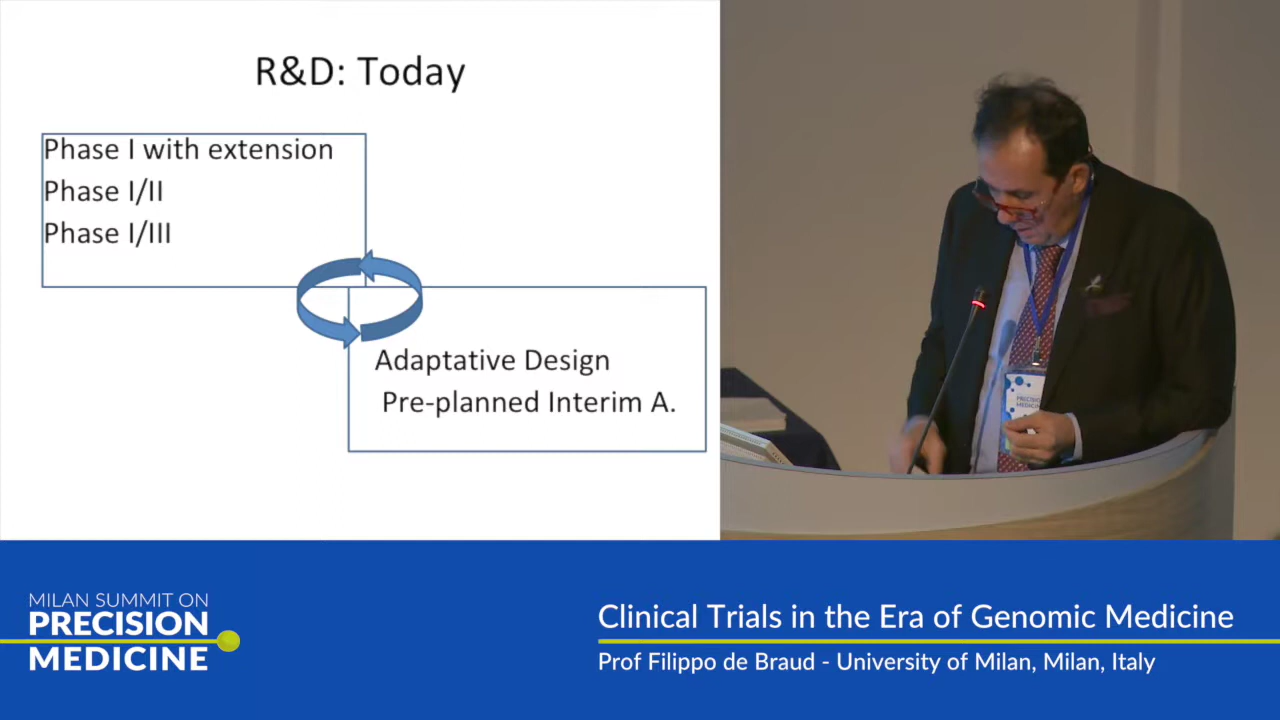 R&D: Today
Phase I with extension
Phase I/II
Phase I/III
Adaptative Design
Pre-planned Interim A.
MILAN SUMMIT ON
PRECISION
MEDICINE
Clinical Trials in the Era of Genomic Medicine
Prof Filippo de Braud - University of Milan, Milan, Italy